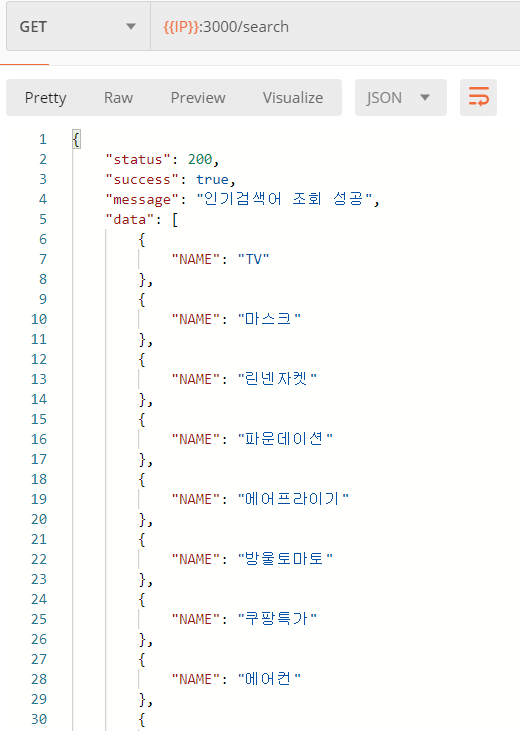 GET {{IP}}:3000/search
Pretty Raw Preview Visualize JSON
1 {
2 "status": 200,
3 "success": true,
4 "message": "인기검색어 조회 성공",
5 "data": [
6 {
7 "NAME": "TV"
8 },
9 {
10 "NAME": "마스크"
11 },
12 {
13 "NAME": "린넨자켓"
14 },
15 {
16 "NAME": "파운데이션"
17 },
18 {
19 "NAME": "에어프라이기"
20 },
21 {
22 "NAME": "방울토마토"
23 },
24 {
25 "NAME": "쿠팡특가"
26 },
27 {
28 "NAME": "에어컨"
29 },
30 {